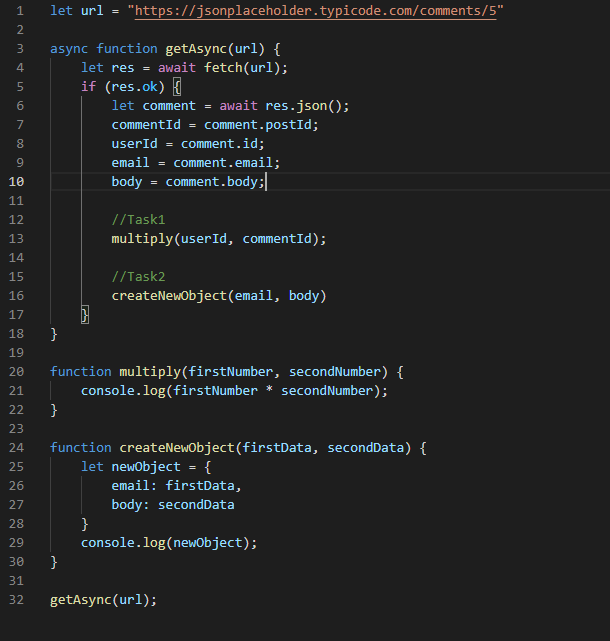 1 let url = "https://jsonplaceholder.typicode.com/comments/5"
2
3 async function getAsync(url) {
4     let res = await fetch(url);
5     if (res.ok) {
6         let comment = await res.json();
7         commentId = comment.postId;
8         userId = comment.id;
9         email = comment.email;
10         body = comment.body;
11
12         //Task1
13         multiply(userId, commentId);
14
15         //Task2
16         createNewObject(email, body)
17     }
18 }
19
20 function multiply(firstNumber, secondNumber) {
21     console.log(firstNumber * secondNumber);
22 }
23
24 function createNewObject(firstData, secondData) {
25     let newObject = {
26         email: firstData,
27         body: secondData
28     }
29     console.log(newObject);
30 }
31
32 getAsync(url);